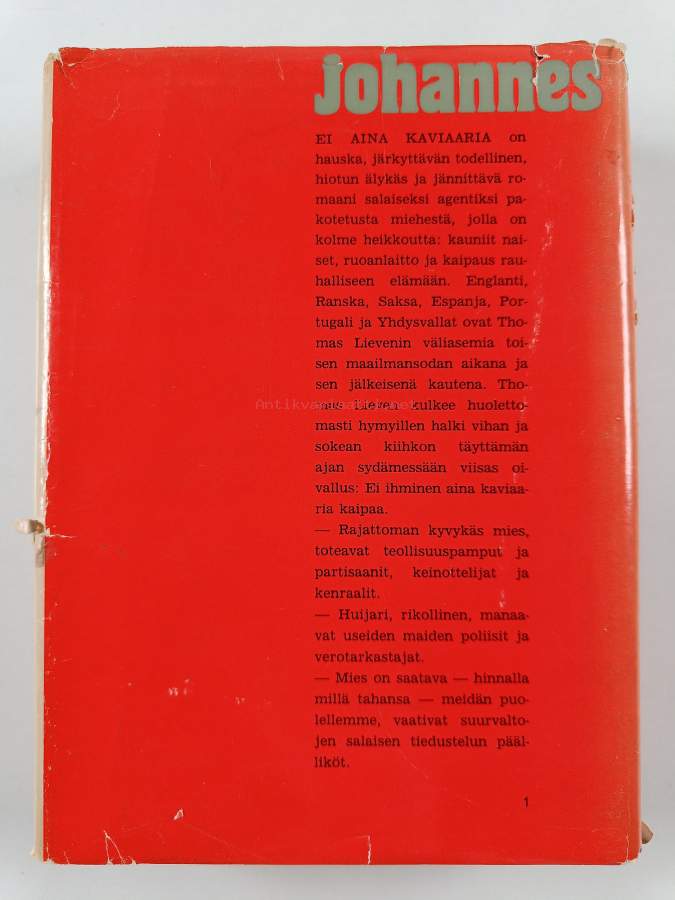 johannes
EI AINA KAVIAARIA on
hauska, järkyttävän todellinen,
hiotun älykäs ja jännittävä ro-
maani salaiseksi agentiksi pa-
kotetusta miehestä, jolla on
kolme heikkoutta: kauniit nai-
set, ruoanlaitto ja kaipaus rau-
halliseen elämään. Englanti,
Ranska, Saksa, Espanja, Por-
tugali ja Yhdysvallat ovat Tho-
mas Lievenin väliasemia toi-
sen maailmansodan aikana ja
sen jälkeisenä kautena. Tho-
mas Lieven kulkee huoletto-
masti hymyillen halki vihan ja
sokean kiihkon täyttämän
ajan sydämessään viisas oi-
vallus: Ei ihminen aina kaviaa-
ria kaipaa.
— Rajattoman kyvykäs mies,
toteavat teollisuuspamput ja
partisaanit, keinottelijat ja
kenraalit.
— Huijari, rikollinen, manaa-
vat useiden maiden poliisit ja
verotarkastajat.
— Mies on saatava — hinnalla
millä tahansa — meidän puo-
lellemme, vaativat suurvalto-
jen salaisen tiedustelun pääl-
liköt.
1